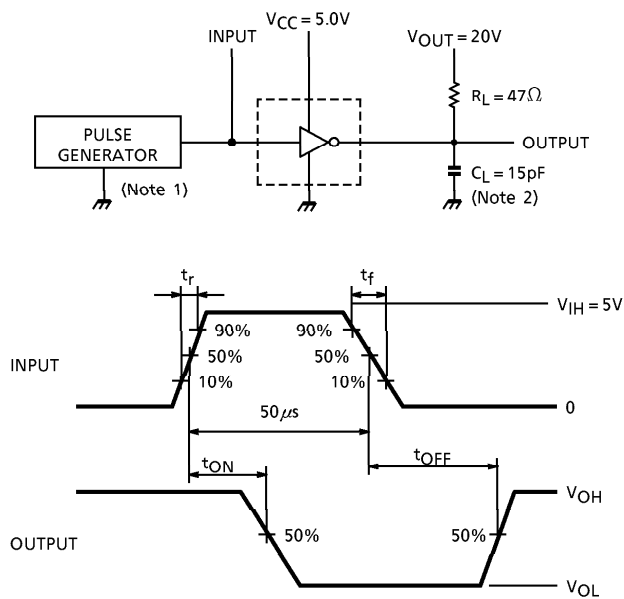 VCC = 5.0V
INPUT
VOUT = 20V
RL = 47Ω
PULSE
GENERATOR
OUTPUT
(Note 1)
CL = 15pF
(Note 2)
tr
tf
VIH = 5V
90%
90%
50%
50%
INPUT
10%
10%
0
50μs
tON
tOFF
VOH
50%
50%
OUTPUT
VOL